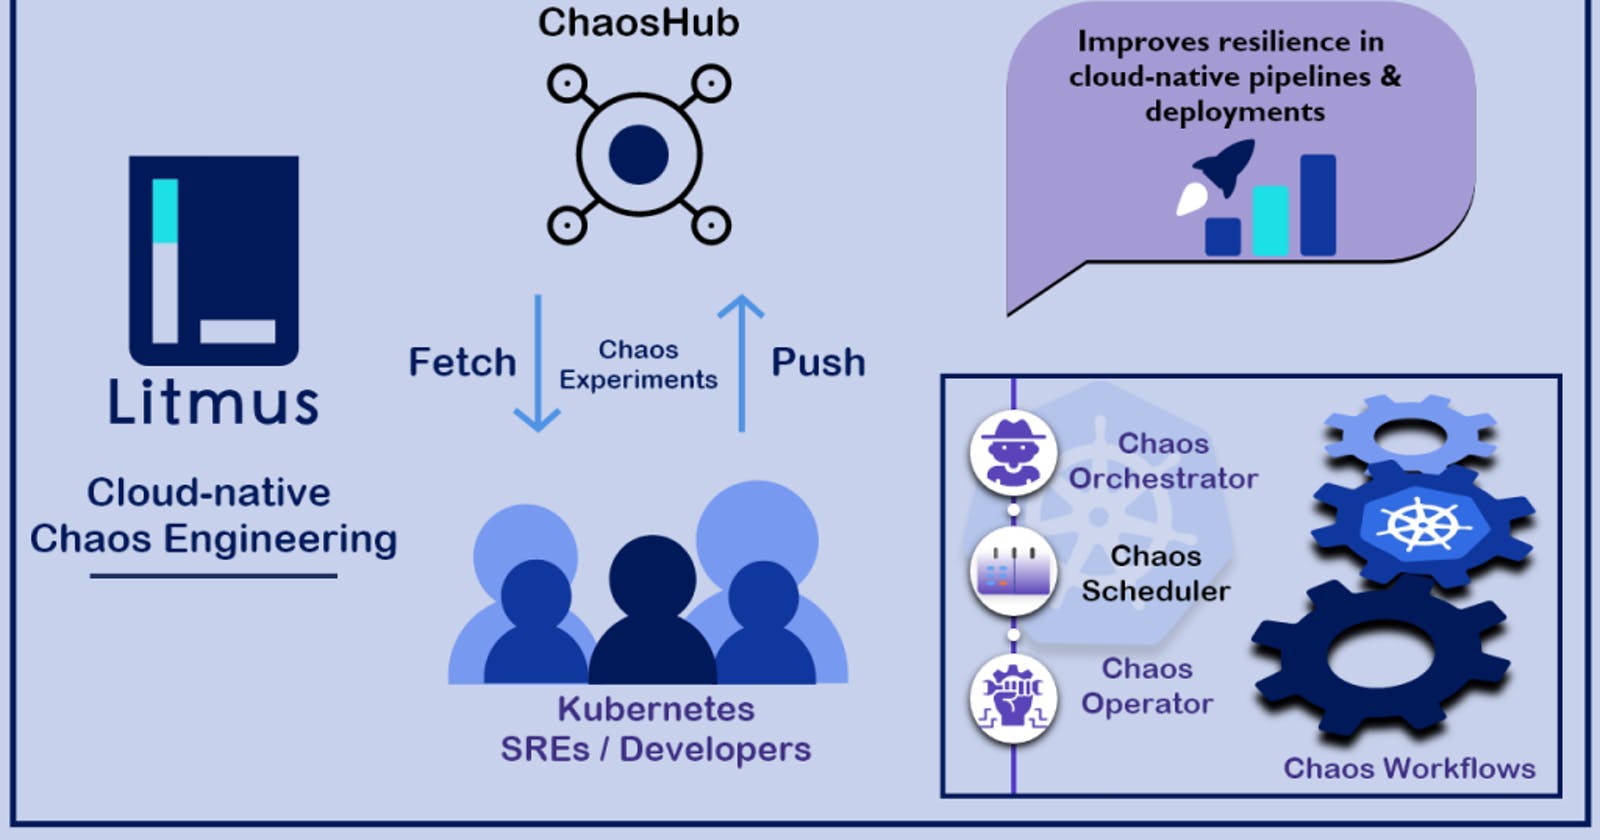 ChaosHub
Improves resilience in
cloud-native pipelines &
deployments
Litmus
Cloud-native
Chaos Engineering
Fetch
Chaos
Experiments
Push
Kubernetes
SREs / Developers
Chaos
Orchestrator
Chaos
Scheduler
Chaos
Operator
Chaos Workflows